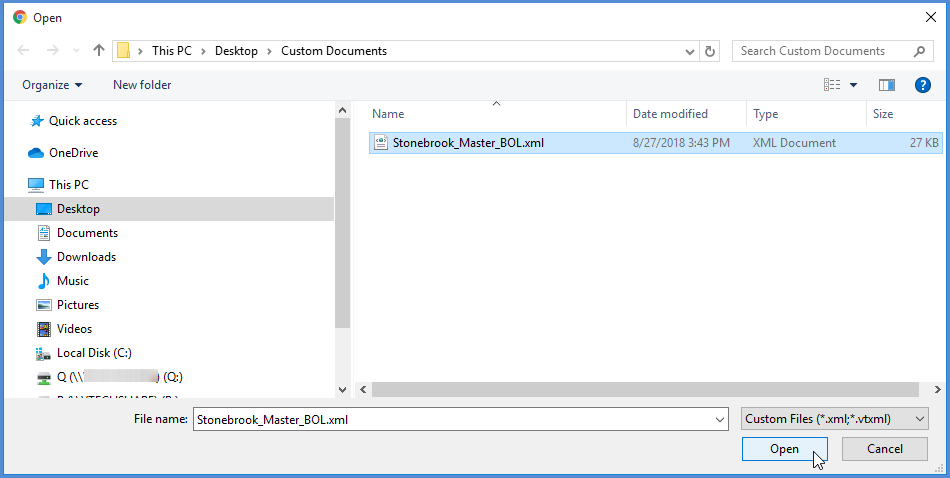 Open
This PC > Desktop > Custom Documents
Search Custom Documents
Organize
New folder
Name
Date modified
Type
Size
Quick access
OneDrive
This PC
Desktop
Documents
Downloads
Music
Pictures
Videos
Local Disk (C:)
Q (\\ ) (Q:)
Stonebrook_Master_BOL.xml
8/27/2018 3:43 PM
XML Document
27 KB
File name:
Stonebrook_Master_BOL.xml
Custom Files (*.xml;*.vtxml)
Open
Cancel